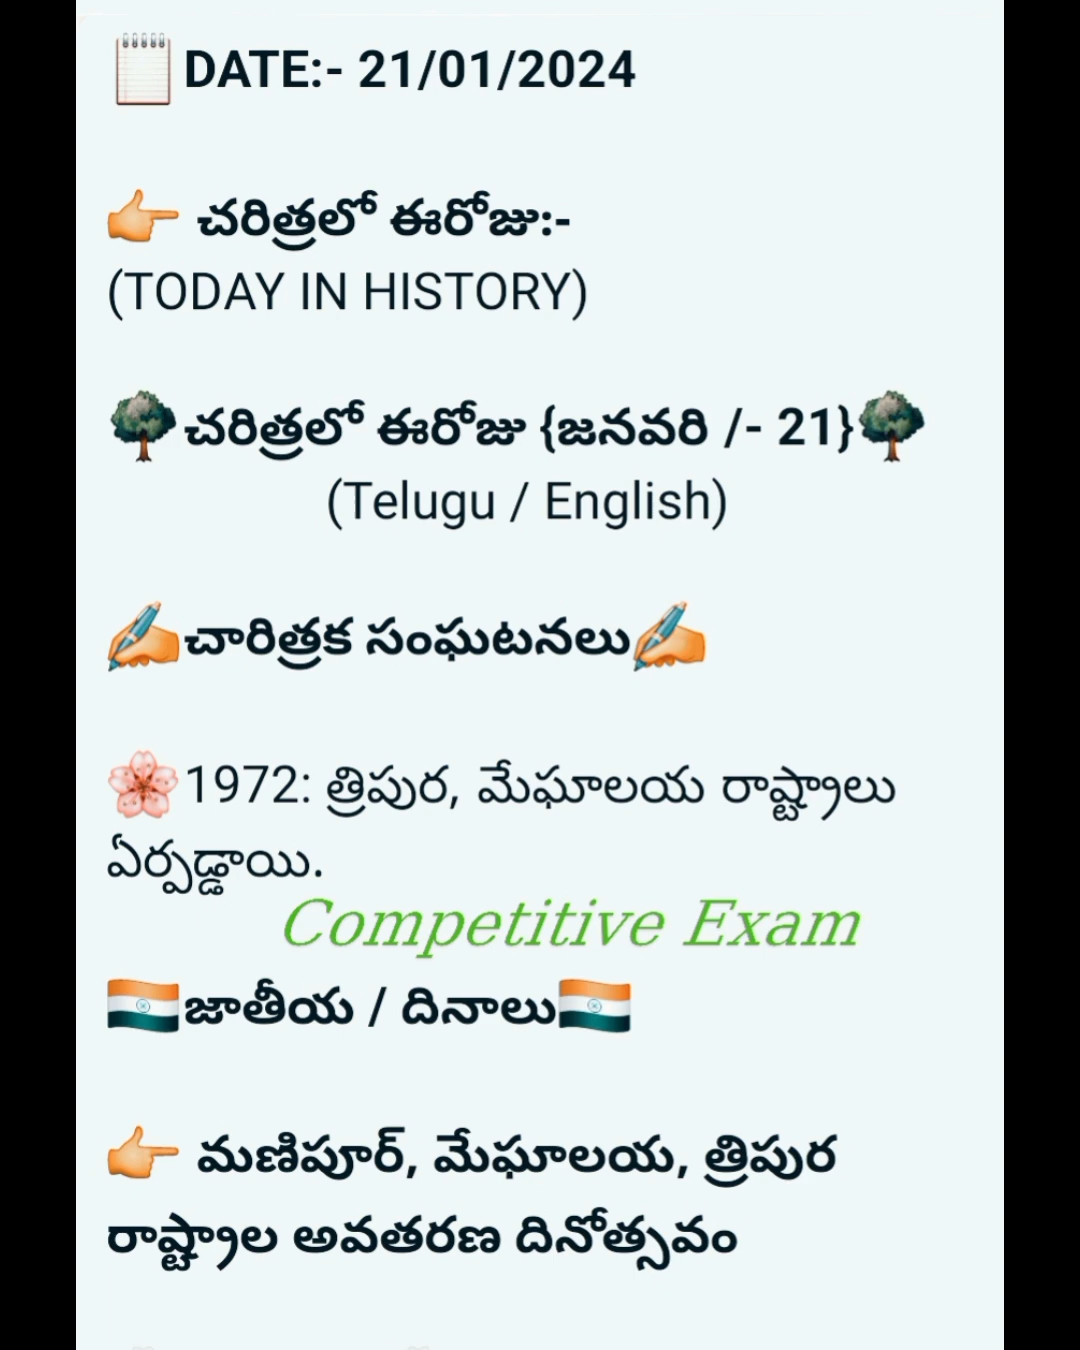 DATE:- 21/01/2024
👉 చరిత్రలో ఈరోజు:-
(TODAY IN HISTORY)
🌳చరిత్రలో ఈరోజు {జనవరి /- 21}🌳
(Telugu / English)
✍చారిత్రక సంఘటనలు✍
🌸1972: త్రిపుర, మేఘాలయ రాష్ట్రాలు
ఏర్పడ్డాయి.
Competitive Exam
🇮🇳జాతీయ / దినాలు🇮🇳
👉 మణిపూర్, మేఘాలయ, త్రిపుర
రాష్ట్రాల అవతరణ దినోత్సవం